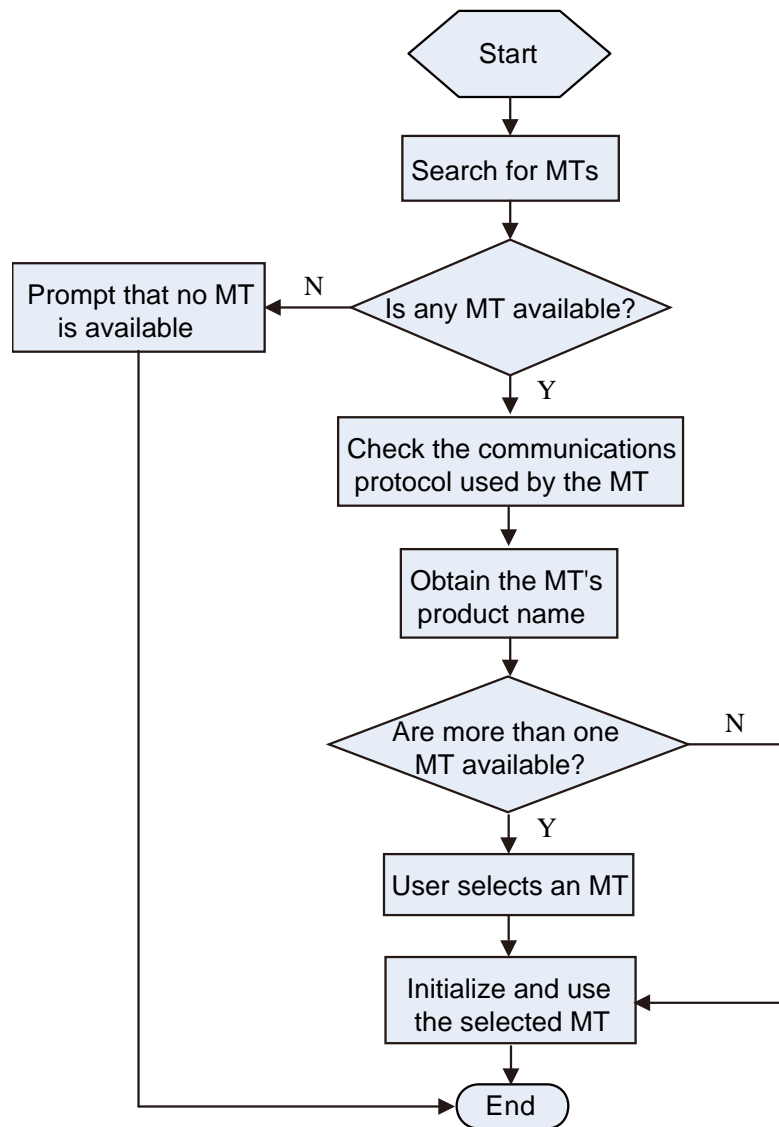 Start
Search for MTs
Is any MT available?
N
Prompt that no MT
is available
Y
Check the communications
protocol used by the MT
Obtain the MT's
product name
Are more than one
MT available?
N
Y
User selects an MT
Initialize and use
the selected MT
End